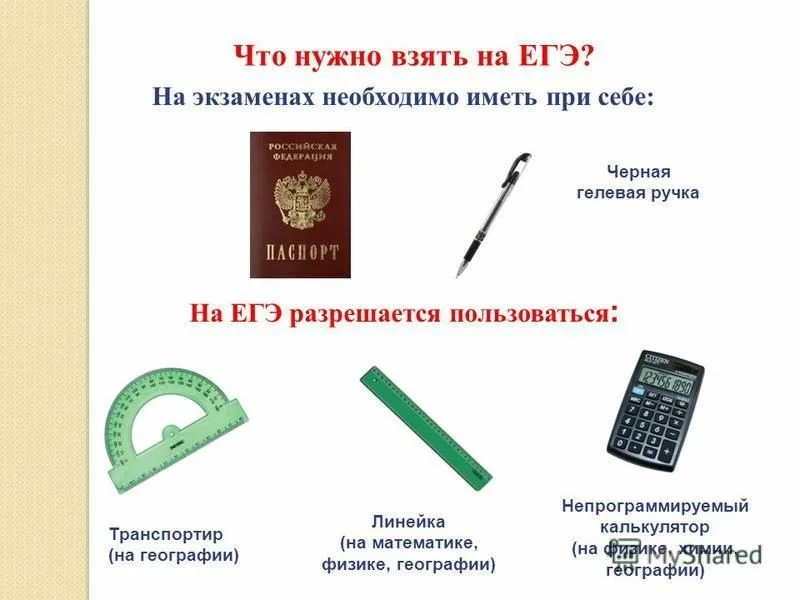 Что нужно взять на ЕГЭ?
На экзаменах необходимо иметь при себе:
РОССИЙСКАЯ
ФЕДЕРАЦИЯ
ПАСПОРТ
Черная
гелевая ручка
На ЕГЭ разрешается пользоваться:
CITIZEN
1234567890
Транспортир
(на географии)
Линейка
(на математике,
физике, географии)
Непрограммируемый
калькулятор
(на физике, химии,
географии)
MyShared